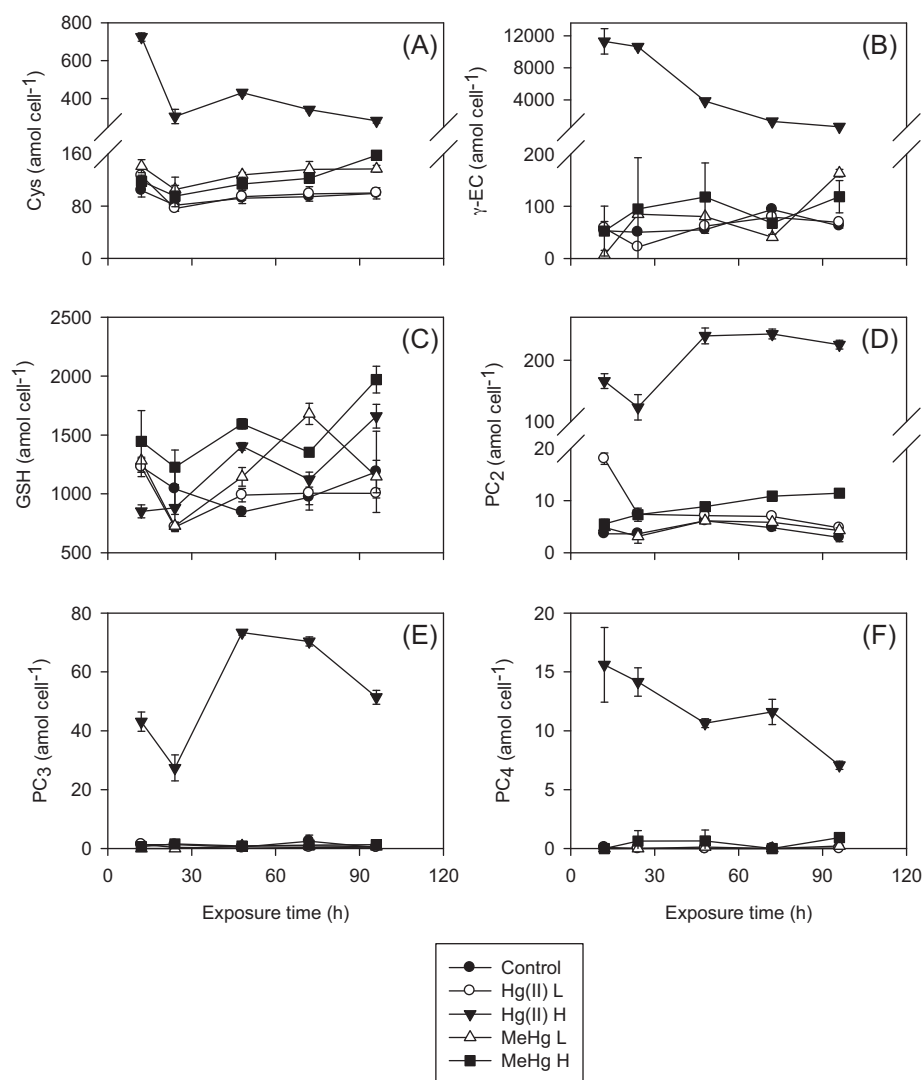 (A)
Cys (amol cell⁻¹)
800
600
400
160
80
0
(B)
γ-EC (amol cell⁻¹)
12000
8000
4000
200
100
0
(C)
GSH (amol cell⁻¹)
2500
2000
1500
1000
500
(D)
PC₂ (amol cell⁻¹)
200
100
20
10
0
(E)
PC₃ (amol cell⁻¹)
80
60
40
20
0
0 30 60 90 120
Exposure time (h)
(F)
PC₄ (amol cell⁻¹)
20
15
10
5
0
0 30 60 90 120
Exposure time (h)
Control
Hg(II) L
Hg(II) H
MeHg L
MeHg H